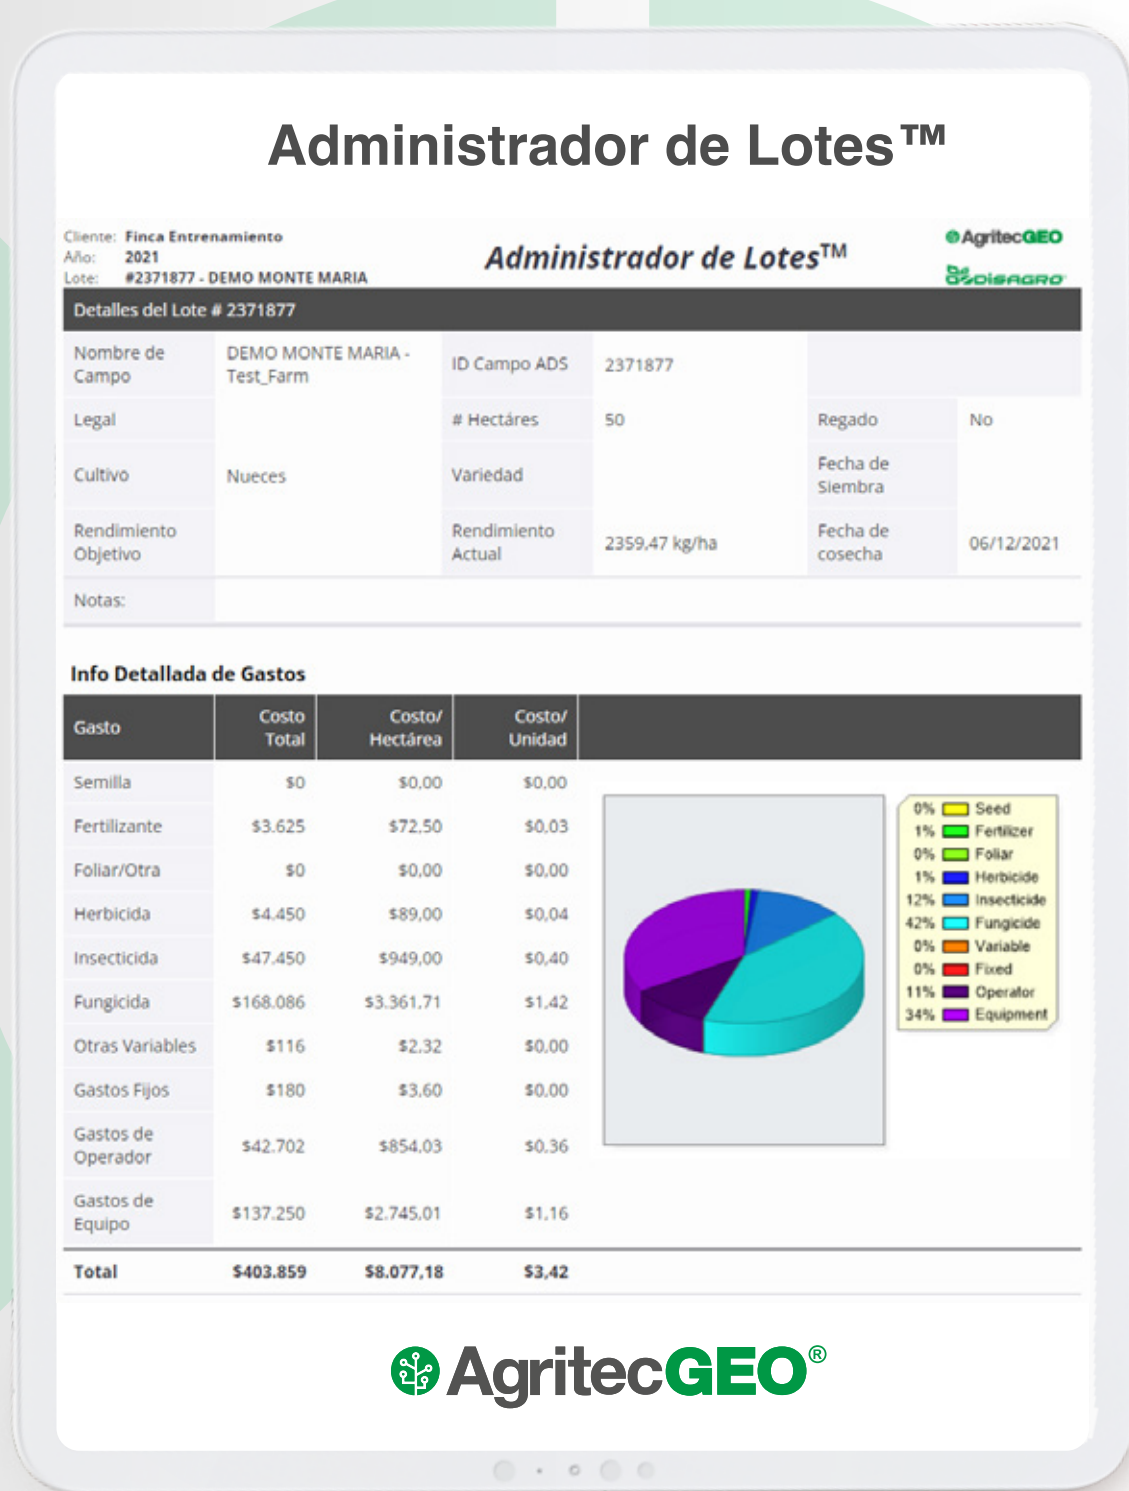 Administrador de Lotes™
Cliente: Finca Entrenamiento
Año: 2021
Lote: #2371877 - DEMO MONTE MARIA
Administrador de Lotes™
AgritecGEO
DISAGRO
Detalles del Lote # 2371877
Nombre de Campo DEMO MONTE MARIA - Test_Farm ID Campo ADS 2371877
Legal # Hectáres 50 Regado No
Cultivo Nueces Variedad Fecha de Siembra
Rendimiento Objetivo Rendimiento Actual 2359,47 kg/ha Fecha de cosecha 06/12/2021
Notas:
Info Detallada de Gastos
Gasto Costo Total Costo/ Hectárea Costo/ Unidad
Semilla $0 $0,00 $0,00
Fertilizante $3.625 $72,50 $0,03
Foliar/Otra $0 $0,00 $0,00
Herbicida $4.450 $89,00 $0,04
Insecticida $47.450 $949,00 $0,40
Fungicida $168.086 $3.361,71 $1,42
Otras Variables $116 $2,32 $0,00
Gastos Fijos $180 $3,60 $0,00
Gastos de Operador $42.702 $854,03 $0,36
Gastos de Equipo $137.250 $2.745,01 $1,16
Total $403.859 $8.077,18 $3,42
0% Seed
1% Fertilizer
0% Foliar
1% Herbicide
12% Insecticide
42% Fungicide
0% Variable
0% Fixed
11% Operator
34% Equipment
AgritecGEO®